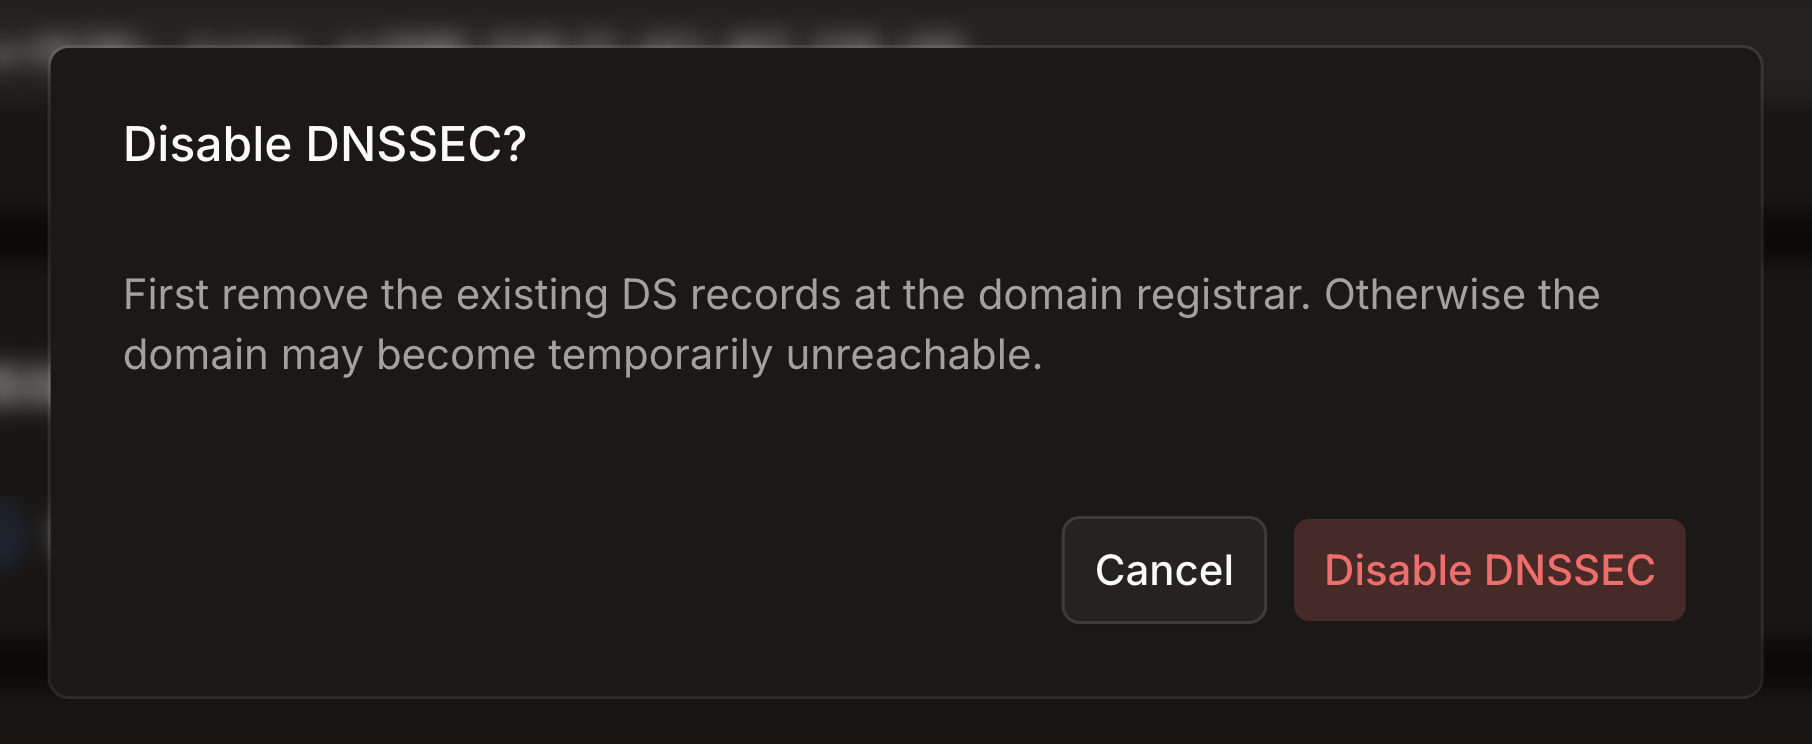 Disable DNSSEC?
First remove the existing DS records at the domain registrar. Otherwise the
domain may become temporarily unreachable.
Cancel
Disable DNSSEC